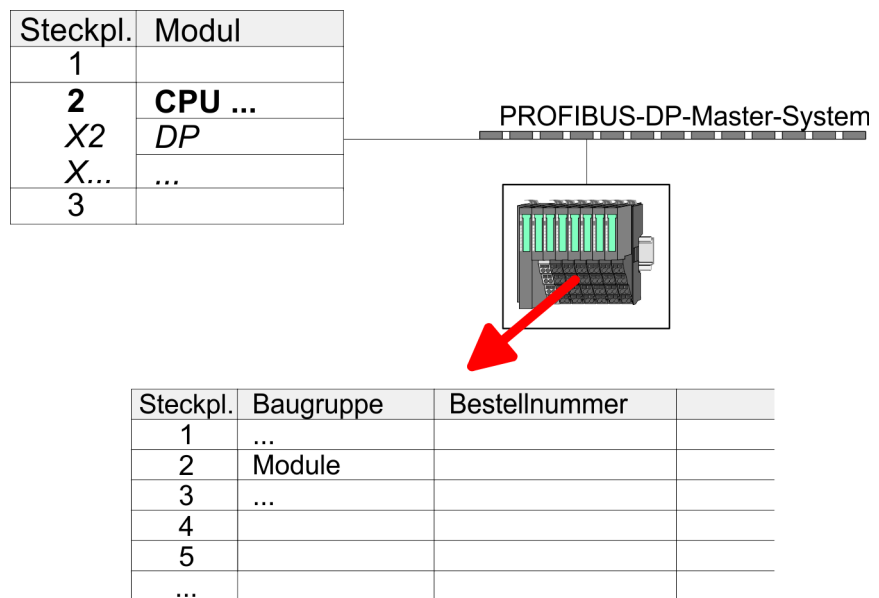 Steckpl. Modul
1
2 CPU ...
X2 DP
X... ...
3
PROFIBUS-DP-Master-System
Steckpl. Baugruppe Bestellnummer
1 ...
2 Module
3 ...
4
5
...